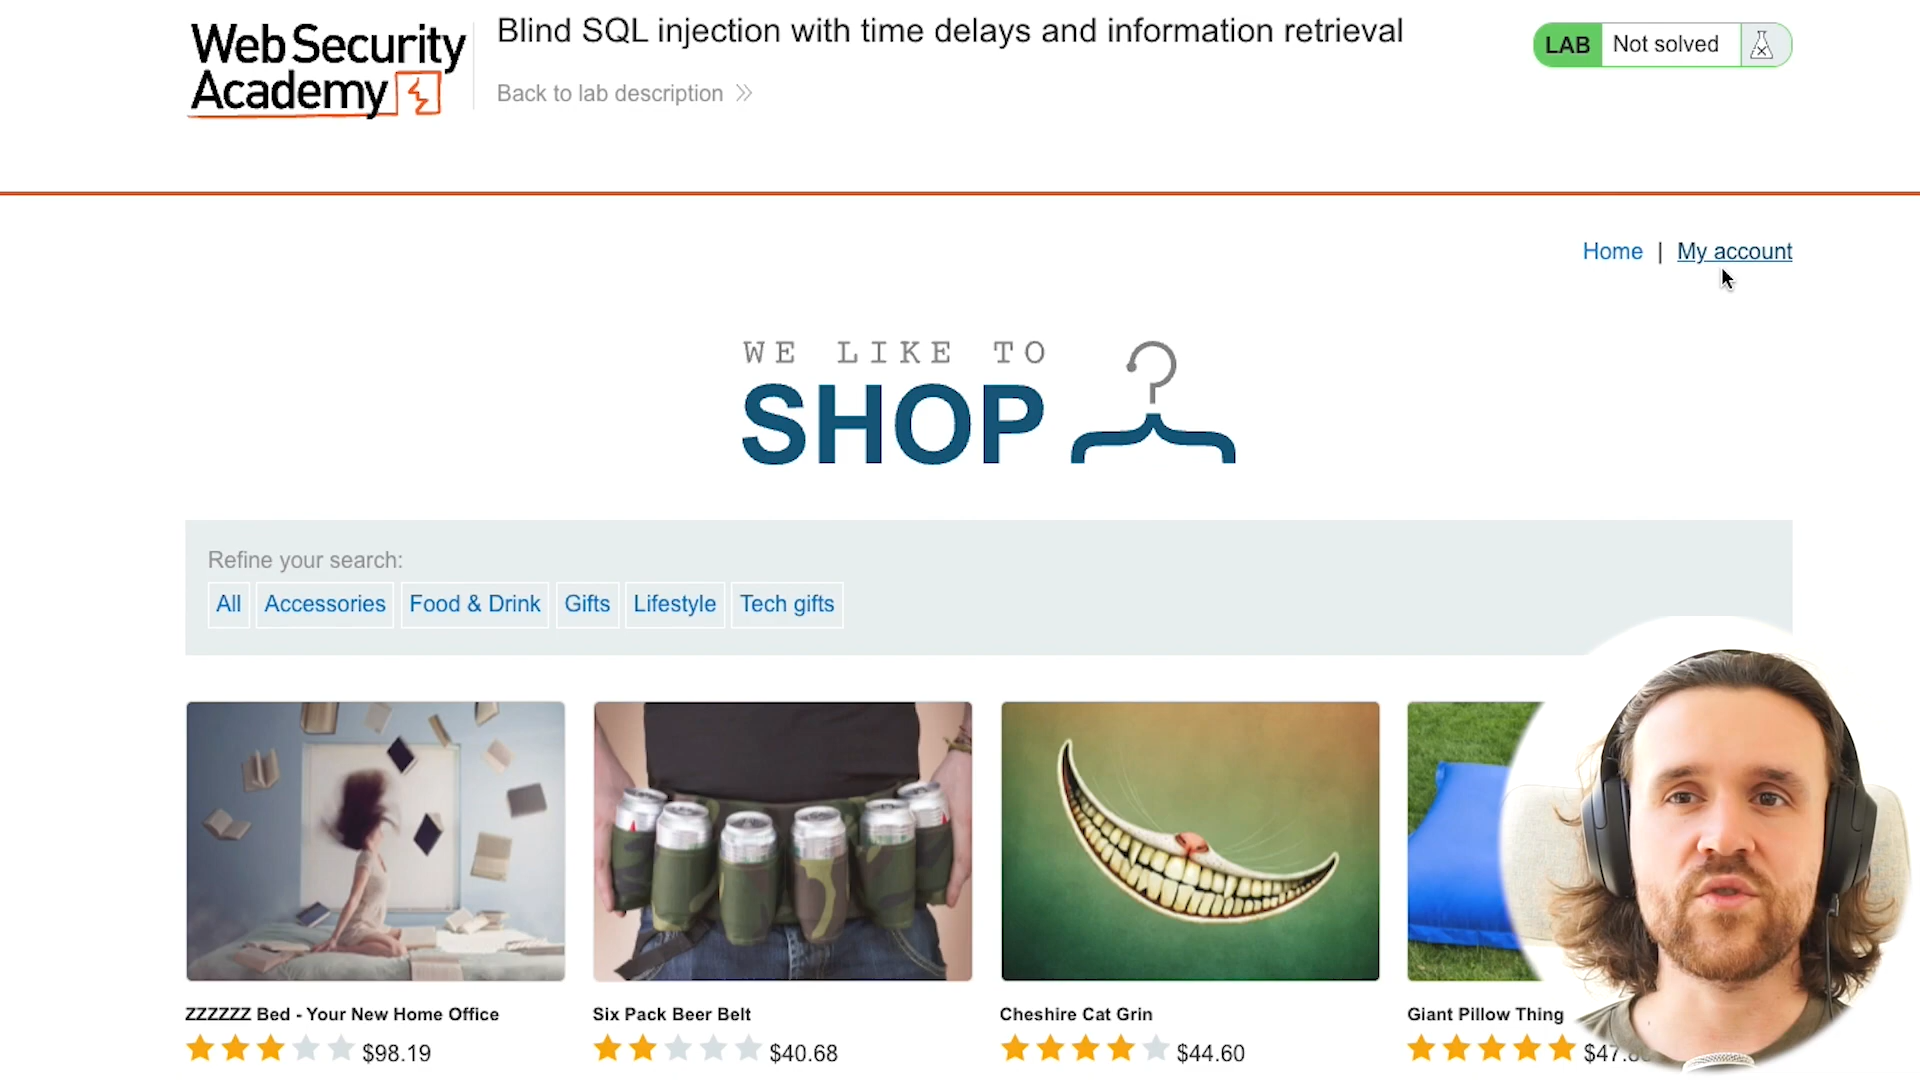 Web Security
Academy
Blind SQL injection with time delays and information retrieval
Back to lab description
LAB Not solved
Home | My account
WE LIKE TO
SHOP
Refine your search:
All Accessories Food & Drink Gifts Lifestyle Tech gifts
ZZZZZZ Bed - Your New Home Office
Six Pack Beer Belt
Cheshire Cat Grin
Giant Pillow Thing
$98.19
$40.68
$44.60